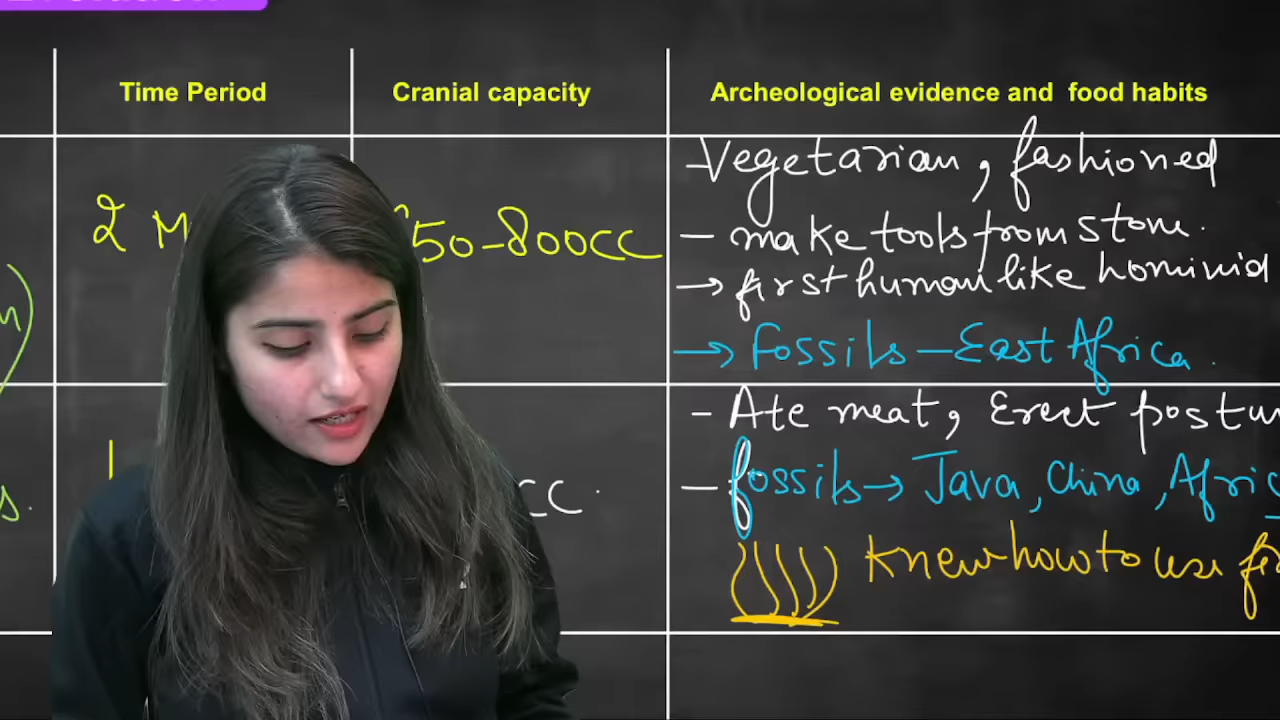 Time Period
Cranial capacity
Archeological evidence and food habits
2 M
50-800cc
-Vegetarian, fashioned
- make tools from stone.
→ first human like hominid
→ Fossils - East Africa.
- Ate meat, Erect postu
- fossils → Java, China, Afric
Knew how to use fi
cc.